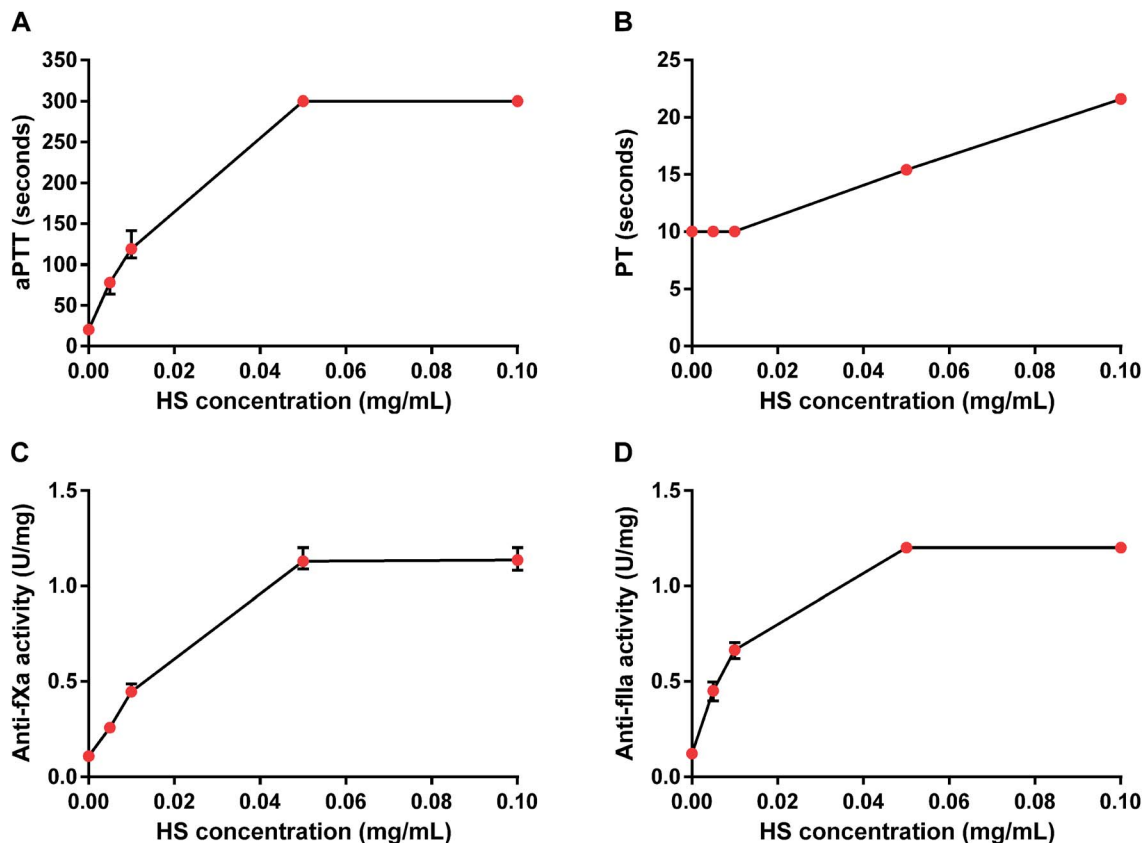 A
aPTT (seconds)
350
300
250
200
150
100
50
0
0.00 0.02 0.04 0.06 0.08 0.10
HS concentration (mg/mL)
B
PT (seconds)
25
20
15
10
5
0
0.00 0.02 0.04 0.06 0.08 0.10
HS concentration (mg/mL)
C
Anti-fXa activity (U/mg)
1.5
1.0
0.5
0.0
0.00 0.02 0.04 0.06 0.08 0.10
HS concentration (mg/mL)
D
Anti-fIIa activity (U/mg)
1.5
1.0
0.5
0.0
0.00 0.02 0.04 0.06 0.08 0.10
HS concentration (mg/mL)